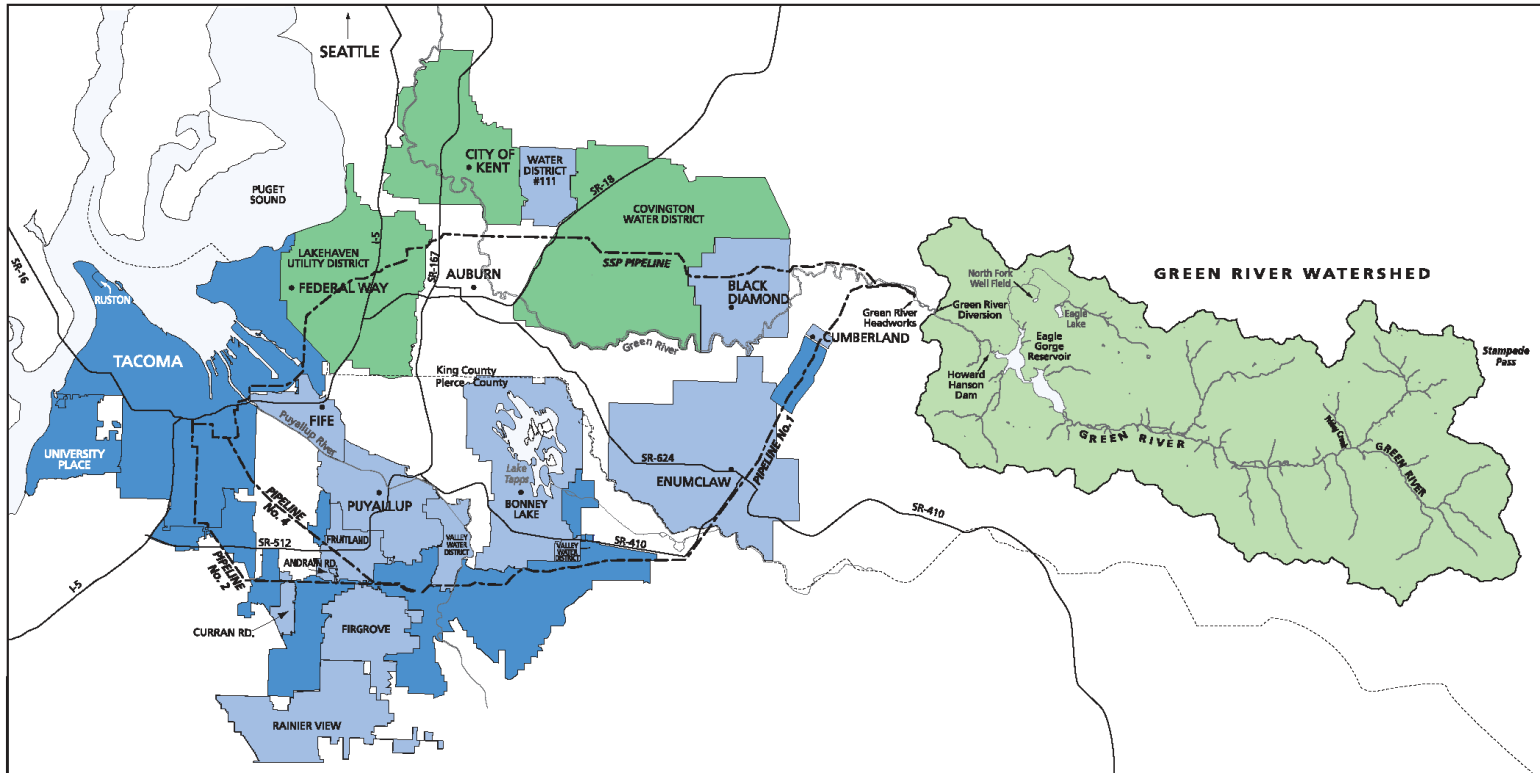 SEATTLE
CITY OF
KENT
WATER
DISTRICT
#111
SR-18
PUGET
SOUND
COVINGTON
WATER DISTRICT
I-5
SR-16
LAKEHAVEN
UTILITY DISTRICT
SR-167
SSP PIPELINE
AUBURN
GREEN RIVER WATERSHED
North Fork
Well Field
RUSTON
FEDERAL WAY
BLACK
DIAMOND
Green River
Headworks
Green River
Diversion
Eagle
Lake
CUMBERLAND
Green River
Eagle
Gorge
Reservoir
Stampede
Pass
TACOMA
King County
Pierce County
Howard
Hanson
Dam
FIFE
Puyallup River
PIPELINE No. 1
GREEN RIVER
GREEN RIVER
UNIVERSITY
PLACE
SR-624
Lake
Tapps
ENUMCLAW
PIPELINE
No. 4
PUYALLUP
BONNEY
LAKE
SR-410
SR-512
FRUITLAND
VALLEY
WATER
DISTRICT
SR-410
VALLEY
WATER
DISTRICT
ANDRAIN RD.
PIPELINE
No. 2
I-5
CURRAN RD.
FIRGROVE
RAINIER VIEW